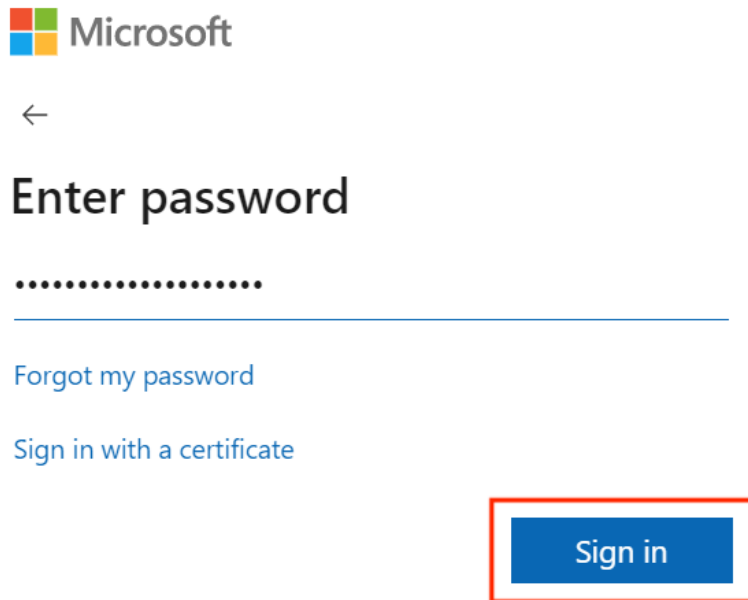 Microsoft
Enter password
••••••••••••••••••••
Forgot my password
Sign in with a certificate
Sign in